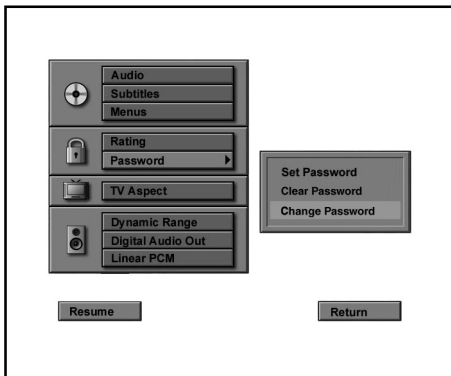 Audio
Subtitles
Menus
Rating
Password
TV Aspect
Dynamic Range
Digital Audio Out
Linear PCM
Set Password
Clear Password
Change Password
Resume
Return